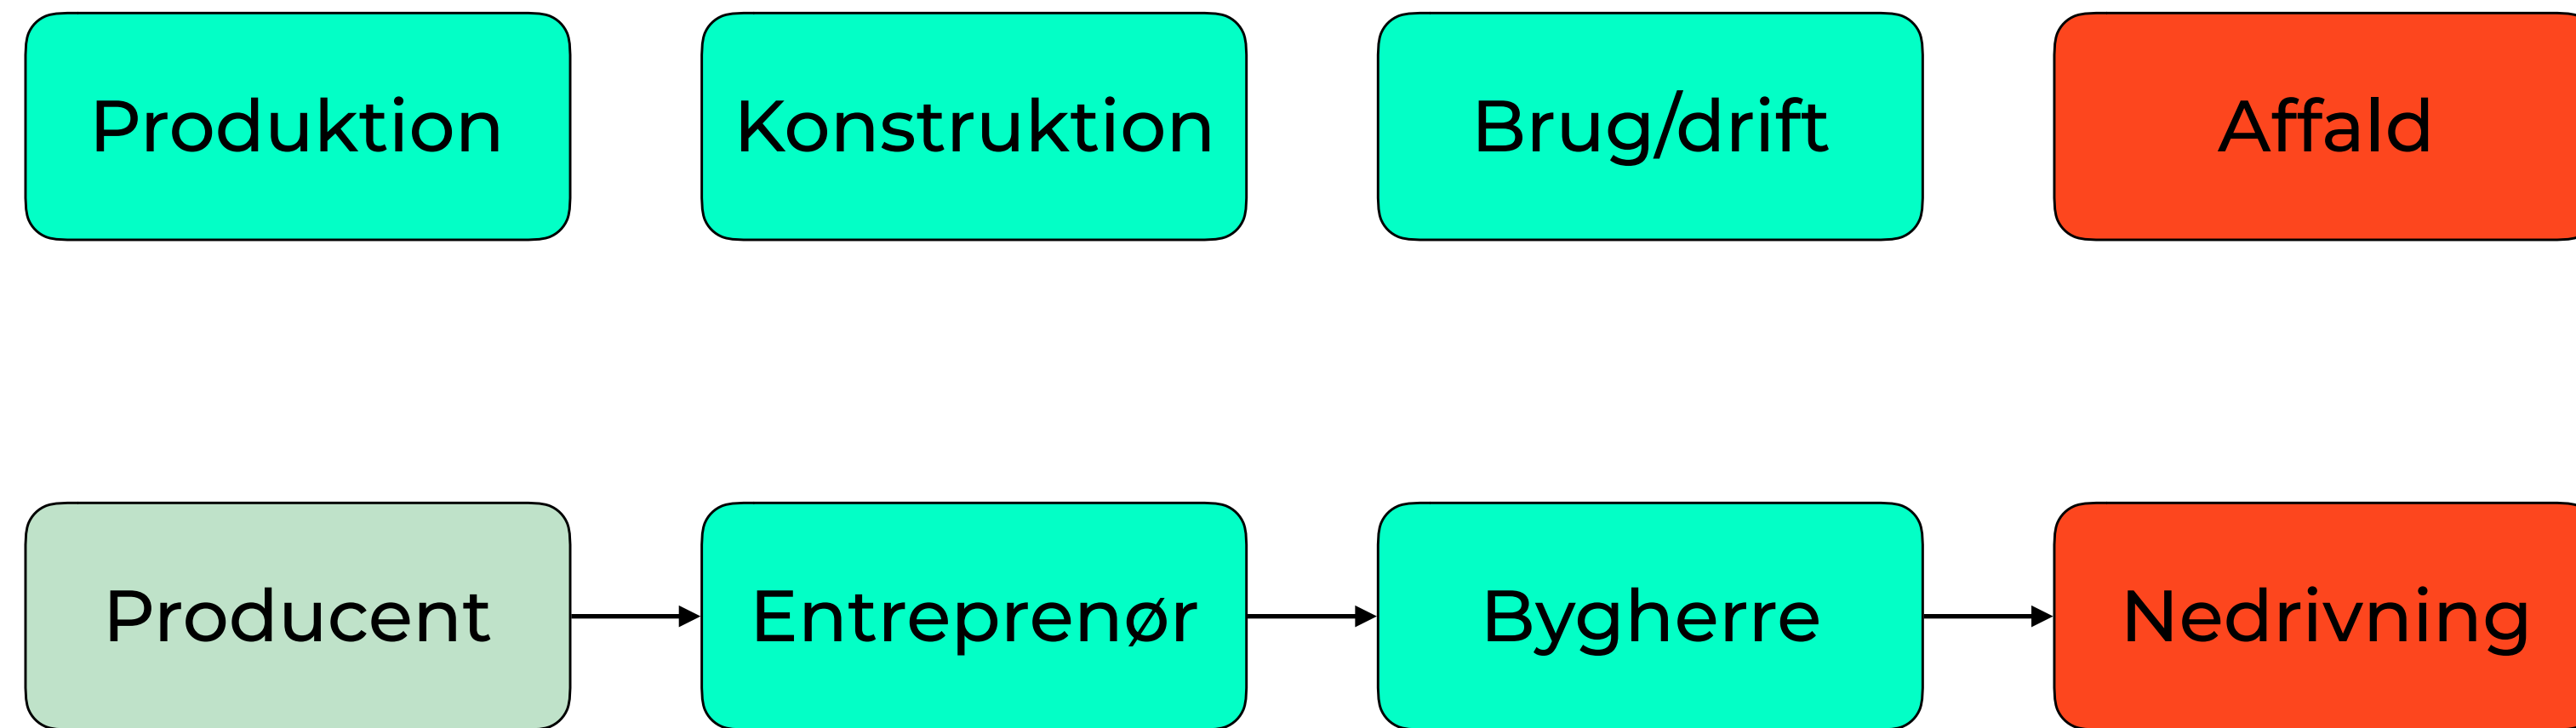 Produktion
Konstruktion
Brug/drift
Affald
Producent
Entreprenør
Bygherre
Nedrivning